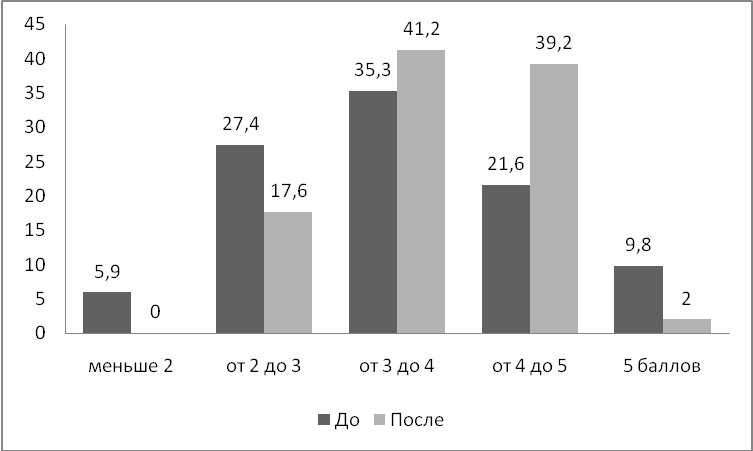 45
40
35
30
25
20
15
10
5
0
5,9
0
27,4
17,6
35,3
41,2
21,6
39,2
9,8
2
меньше 2
от 2 до 3
от 3 до 4
от 4 до 5
5 баллов
До
После